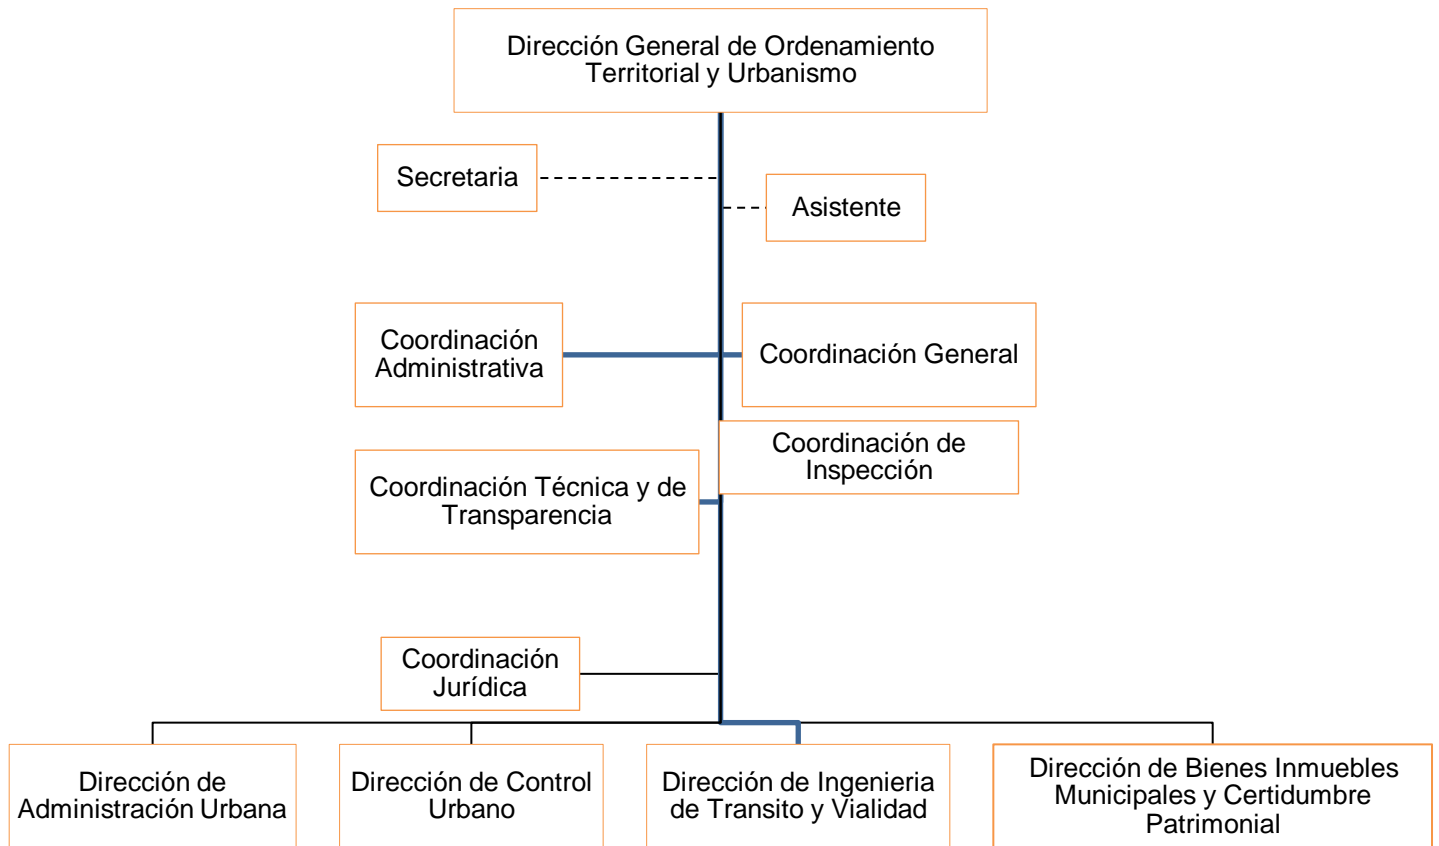 Dirección General de Ordenamiento
Territorial y Urbanismo
Secretaria
Asistente
Coordinación
Administrativa
Coordinación General
Coordinación de
Inspección
Coordinación Técnica y de
Transparencia
Coordinación
Jurídica
Dirección de
Administración Urbana
Dirección de Control
Urbano
Dirección de Ingenieria
de Transito y Vialidad
Dirección de Bienes Inmuebles
Municipales y Certidumbre
Patrimonial